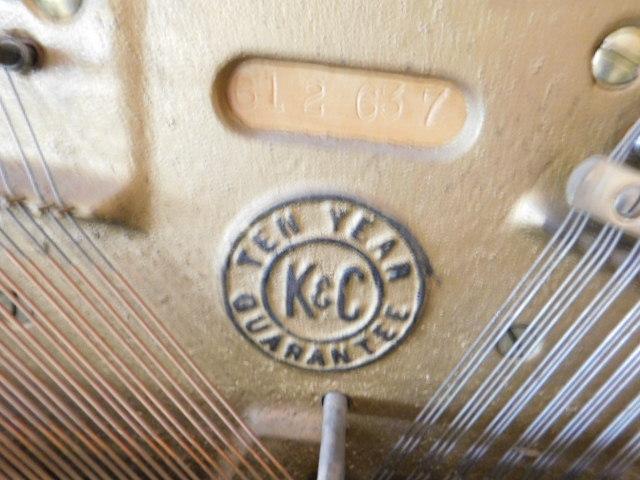 612637
TEN YEAR
K&C
GUARANTEE